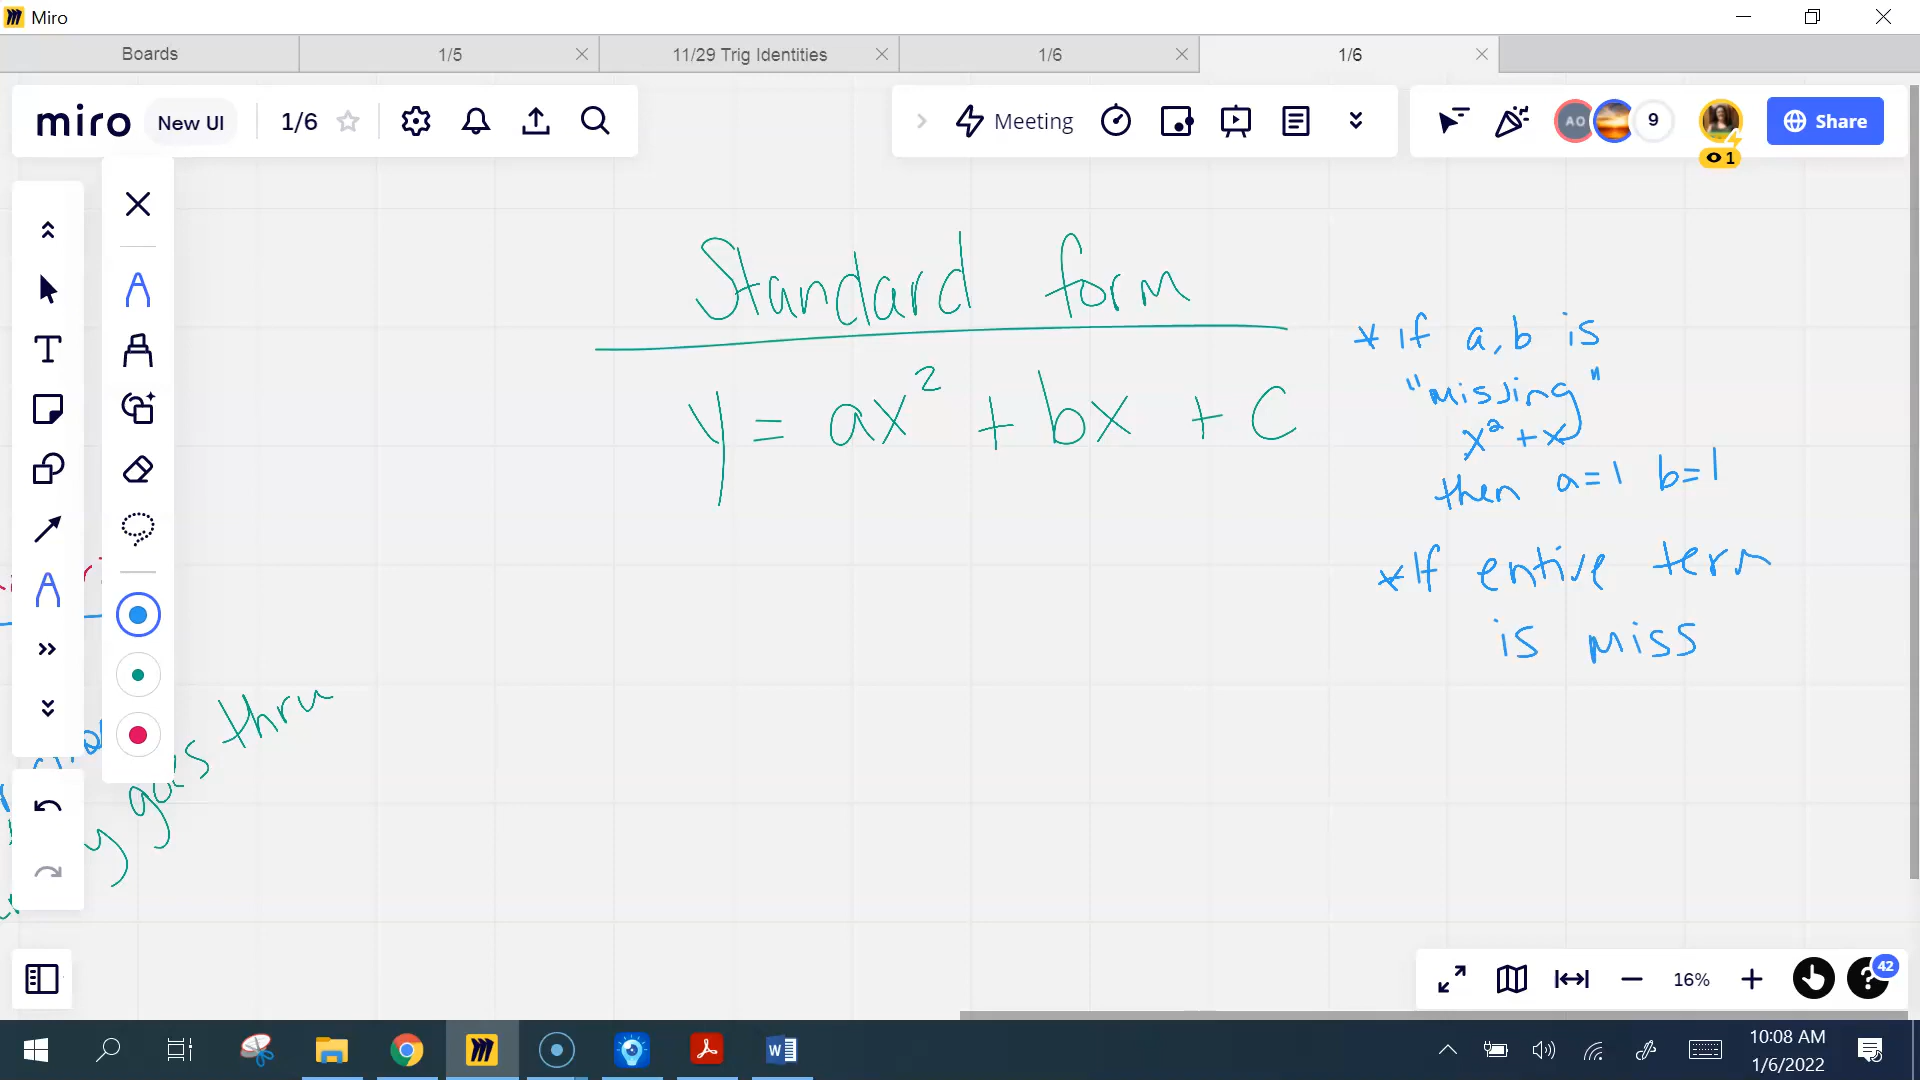 Miro
Boards
1/5
11/29 Trig Identities
1/6
1/6
miro
New UI
1/6
Meeting
AO
9
Share
1
Standard form
y = ax² + bx + c
* If a, b is
"missing"
x² + x
then a=1 b=1
* If entire term
is miss
goes thru
y
16%
42
10:08 AM
1/6/2022